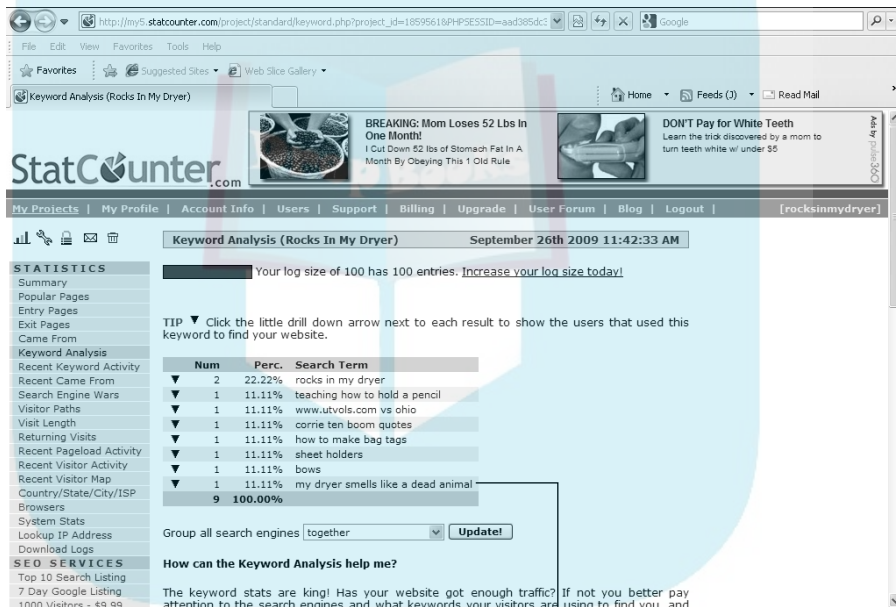 http://my5.statcounter.com/project/standard/keyword.php?project_id=1859561&PHPSESSID=aad385dc3
Google
File Edit View Favorites Tools Help
Favorites Suggested Sites Web Slice Gallery
Keyword Analysis (Rocks In My Dryer)
Home Feeds (J) Read Mail
StatCounter.com
BREAKING: Mom Loses 52 Lbs In
One Month!
I Cut Down 52 lbs of Stomach Fat In A
Month By Obeying This 1 Old Rule
DON'T Pay for White Teeth
Learn the trick discovered by a mom to
turn teeth white w/ under $5
Ads by pulse360
My Projects | My Profile | Account Info | Users | Support | Billing | Upgrade | User Forum | Blog | Logout | [rocksinmydryer]
Keyword Analysis (Rocks In My Dryer) September 26th 2009 11:42:33 AM
STATISTICS
Summary
Popular Pages
Entry Pages
Exit Pages
Came From
Keyword Analysis
Recent Keyword Activity
Recent Came From
Search Engine Wars
Visitor Paths
Visit Length
Returning Visits
Recent Pageload Activity
Recent Visitor Activity
Recent Visitor Map
Country/State/City/ISP
Browsers
System Stats
Lookup IP Address
Download Logs
SEO SERVICES
Top 10 Search Listing
7 Day Google Listing
1000 Visitors - $9.99
Your log size of 100 has 100 entries. Increase your log size today!
TIP ▼ Click the little drill down arrow next to each result to show the users that used this
keyword to find your website.
Num Perc. Search Term
▼ 2 22.22% rocks in my dryer
▼ 1 11.11% teaching how to hold a pencil
▼ 1 11.11% www.utvols.com vs ohio
▼ 1 11.11% corrie ten boom quotes
▼ 1 11.11% how to make bag tags
▼ 1 11.11% sheet holders
▼ 1 11.11% bows
▼ 1 11.11% my dryer smells like a dead animal
9 100.00%
Group all search engines together Update!
How can the Keyword Analysis help me?
The keyword stats are king! Has your website got enough traffic? If not you better pay
attention to the search engines and what keywords your visitors are using to find you, and